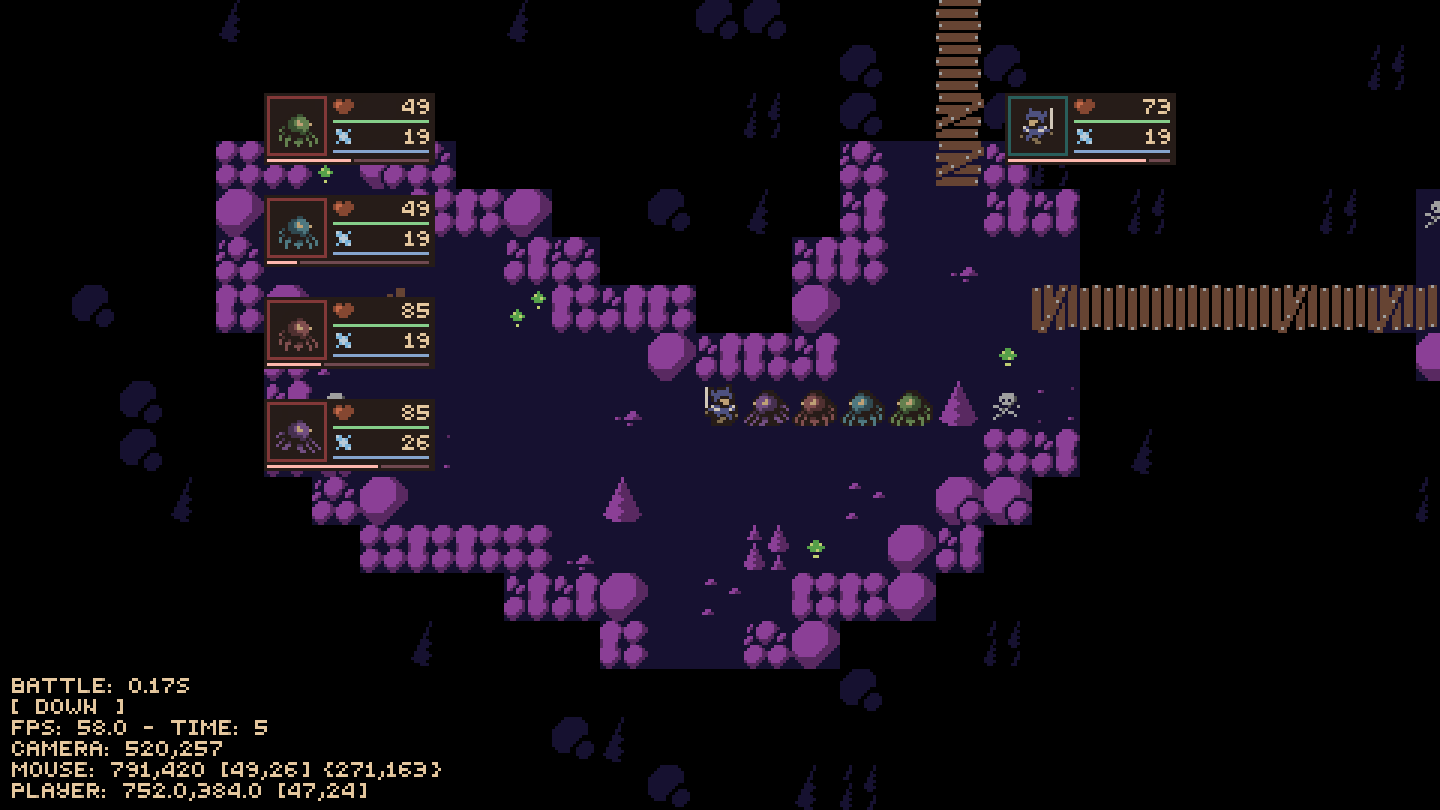 49
19
49
19
85
19
85
26
73
19
BATTLE: 0.17S
[ DOWN ]
FPS: 58.0 - TIME: 5
CAMERA: 520,257
MOUSE: 791,420 [49,26] {271,163}
PLAYER: 752.0,384.0 [47,24]